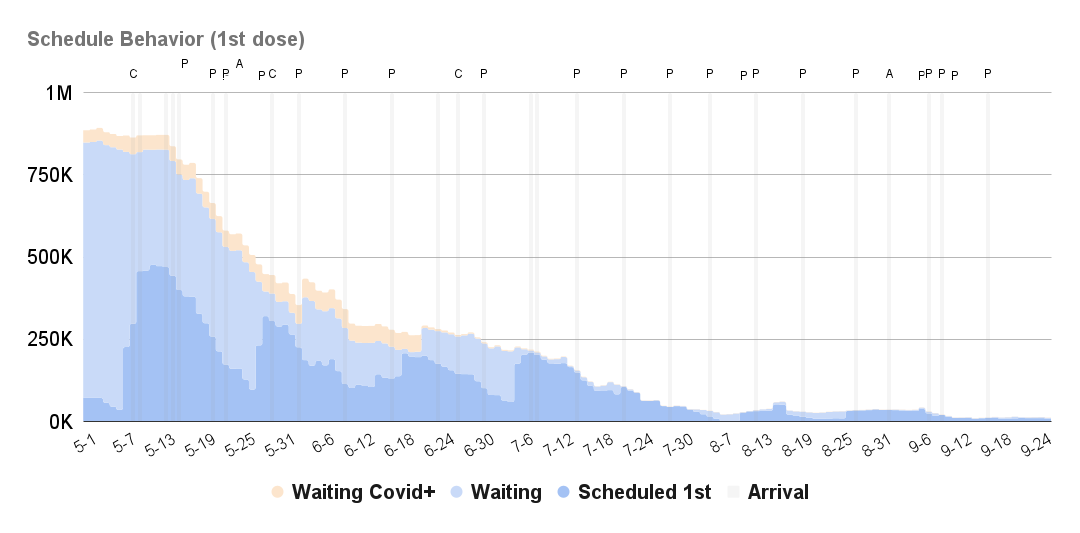 Schedule Behavior (1st dose)
C P P P A P C P P P C P P P P P P P P P A P P P P P
1M
750K
500K
250K
0K
5-1 5-7 5-13 5-19 5-25 5-31 6-6 6-12 6-18 6-24 6-30 7-6 7-12 7-18 7-24 7-30 8-7 8-13 8-19 8-25 8-31 9-6 9-12 9-18 9-24
Waiting Covid+ Waiting Scheduled 1st Arrival